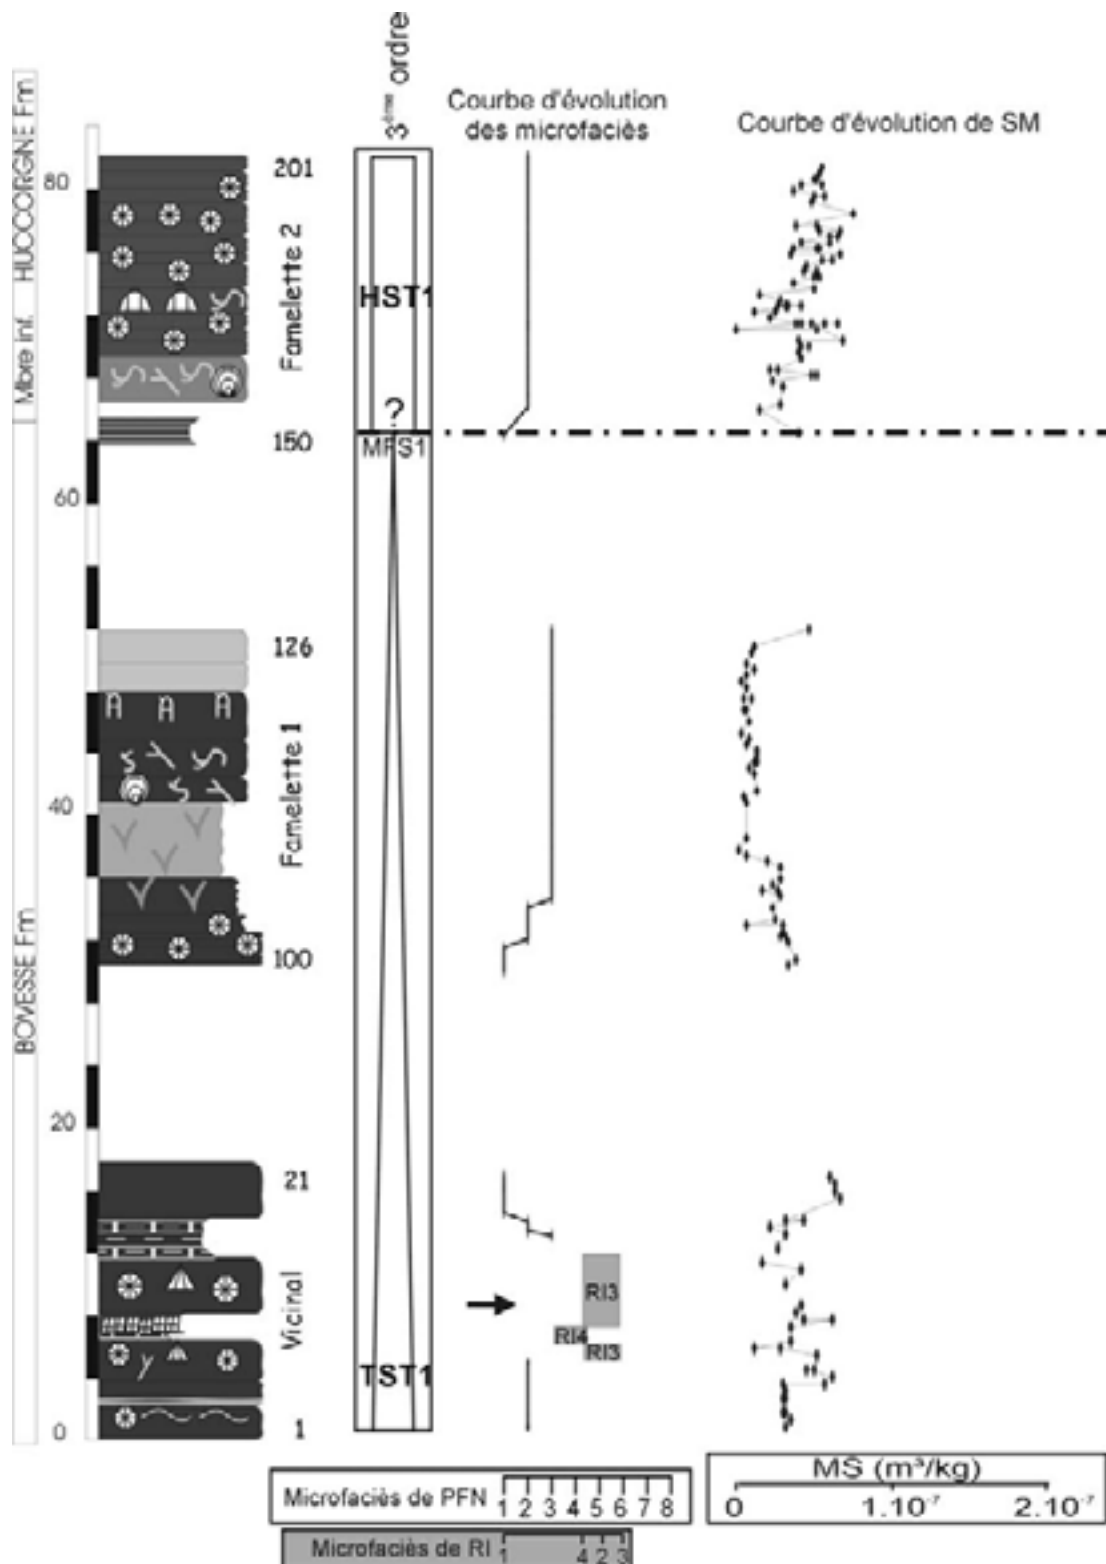 3ème ordre
Courbe d'évolution
des microfaciès
Courbe d'évolution de SM
HUCCORGNE Fm
Mbre inf.
BOVESSE Fm
80
60
40
20
0
201
Famelette 2
150
126
Famelette 1
100
21
Vicinal
1
HST1
?
MFS1
TST1
RI3
RI4
RI3
Microfaciès de PFN 1 2 3 4 5 6 7 8
Microfaciès de RI 1 4 2 3
MS (m³/kg)
0 1.10⁻⁷ 2.10⁻⁷